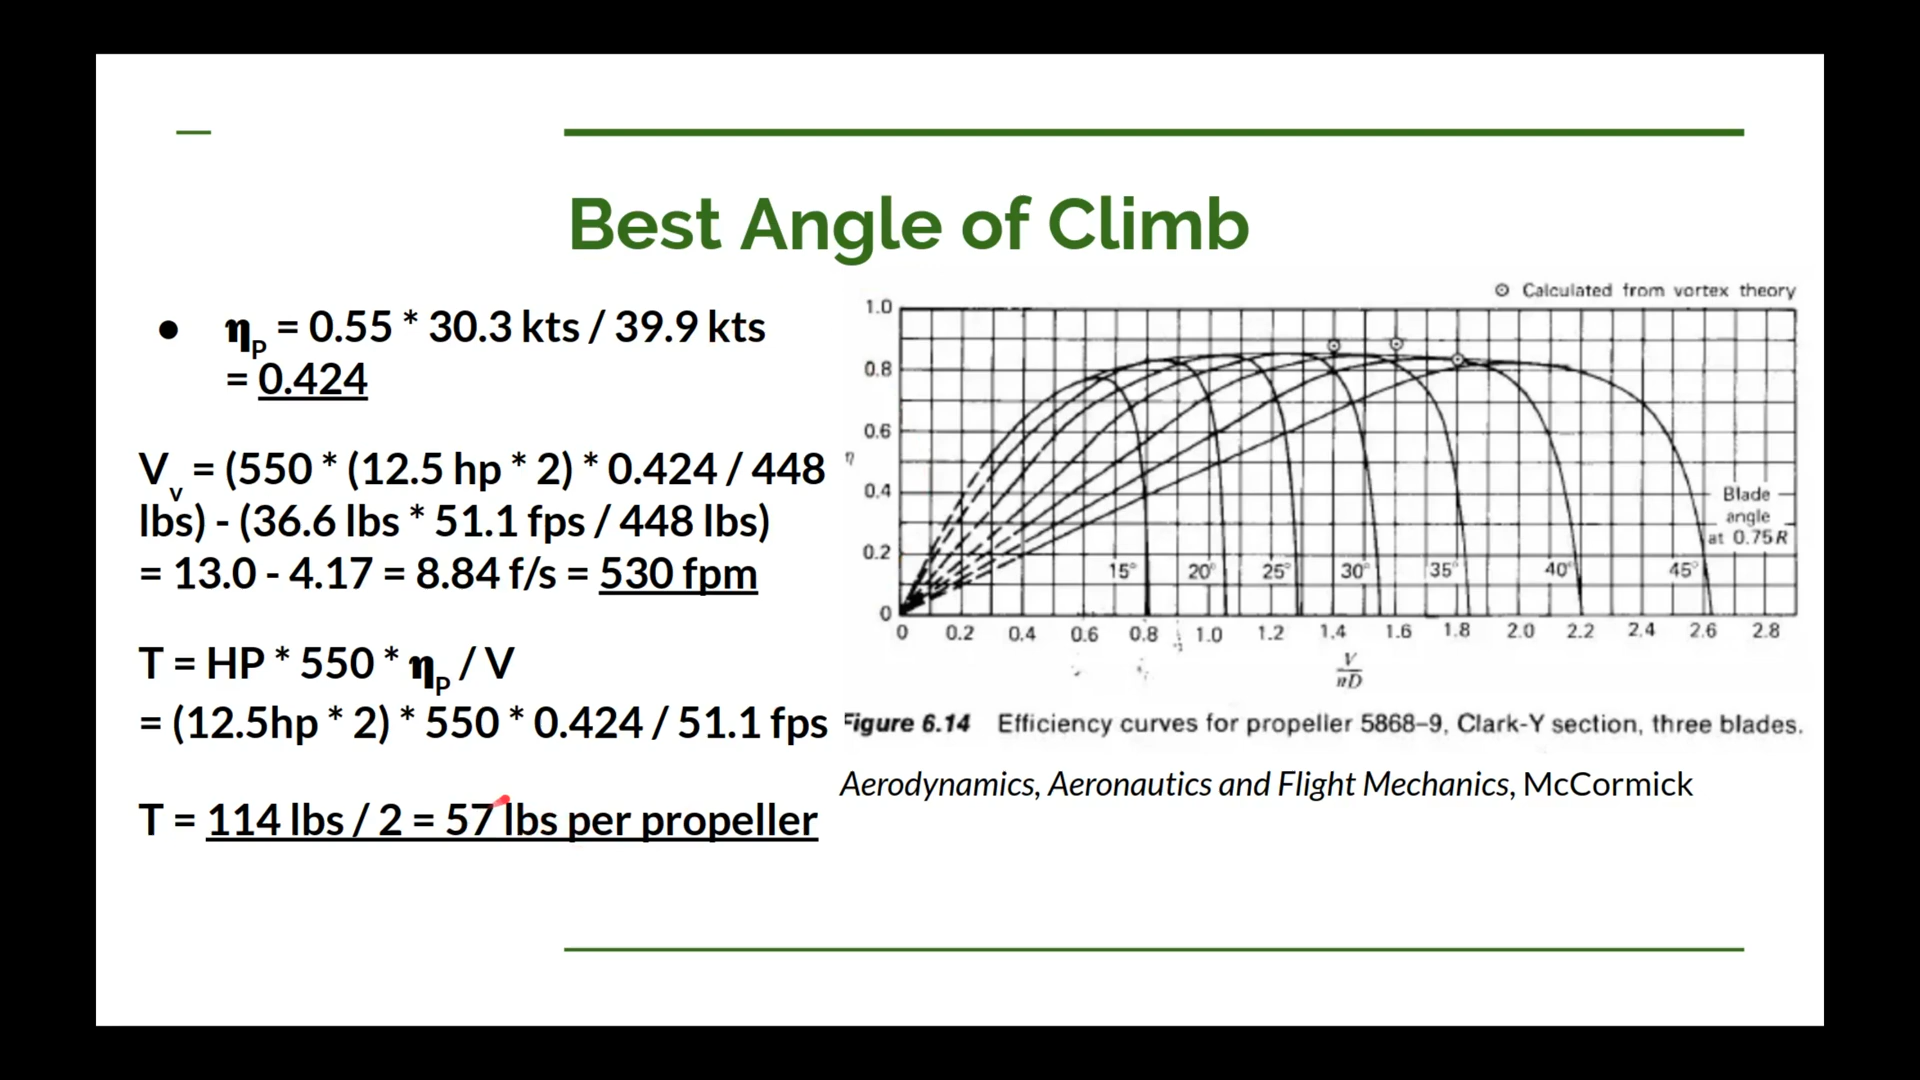 Best Angle of Climb
● ηP = 0.55 * 30.3 kts / 39.9 kts
= 0.424
Vv = (550 * (12.5 hp * 2) * 0.424 / 448
lbs) - (36.6 lbs * 51.1 fps / 448 lbs)
= 13.0 - 4.17 = 8.84 f/s = 530 fpm
T = HP * 550 * ηP / V
= (12.5hp * 2) * 550 * 0.424 / 51.1 fps
T = 114 lbs / 2 = 57 lbs per propeller
⊙ Calculated from vortex theory
1.0
0.8
0.6
η
0.4
0.2
0
Blade
angle
at 0.75R
15° 20° 25° 30° 35° 40° 45°
0 0.2 0.4 0.6 0.8 1.0 1.2 1.4 1.6 1.8 2.0 2.2 2.4 2.6 2.8
V
nD
Figure 6.14 Efficiency curves for propeller 5868–9, Clark-Y section, three blades.
Aerodynamics, Aeronautics and Flight Mechanics, McCormick